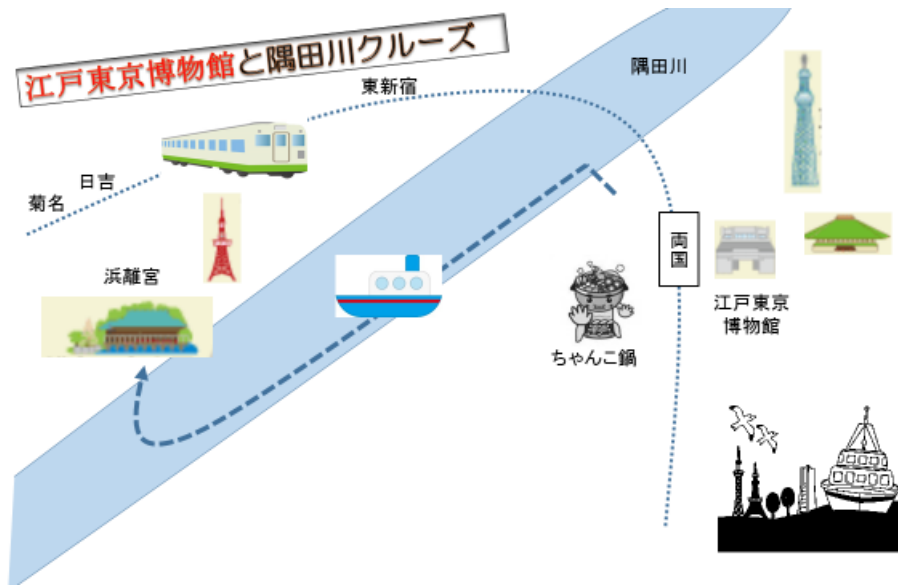 江戸東京博物館と隅田川クルーズ
東新宿
隅田川
日吉
菊名
両国
浜離宮
江戸東京
博物館
ちゃんこ鍋